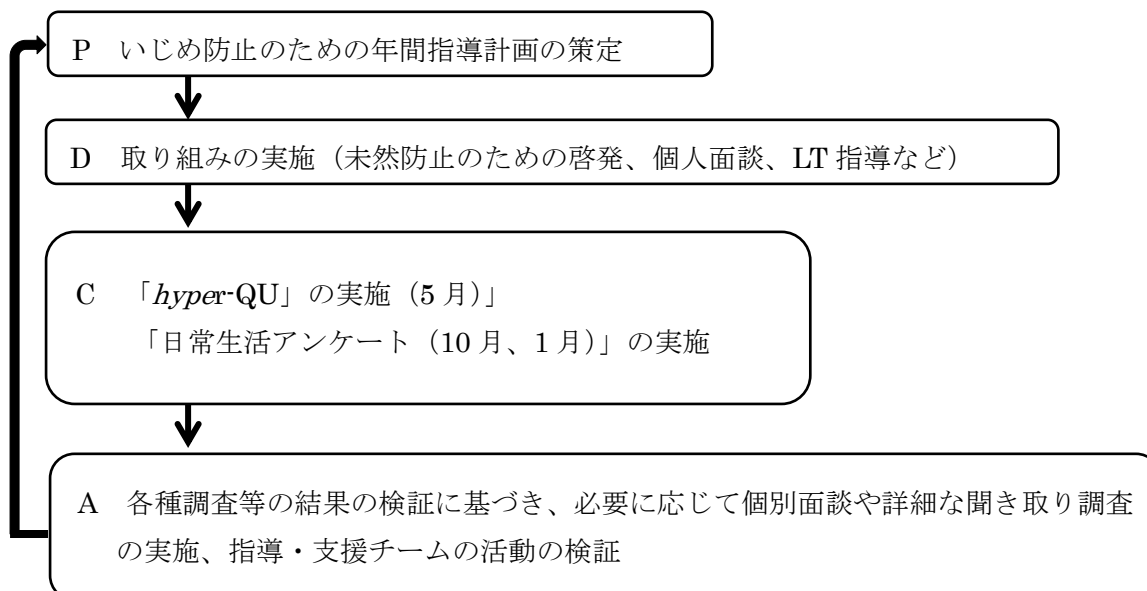 P いじめ防止のための年間指導計画の策定
D 取り組みの実施（未然防止のための啓発、個人面談、LT 指導など）
C 「hyper-QU」の実施（5 月）」
「日常生活アンケート（10 月、1 月）」の実施
A 各種調査等の結果の検証に基づき、必要に応じて個別面談や詳細な聞き取り調査
の実施、指導・支援チームの活動の検証